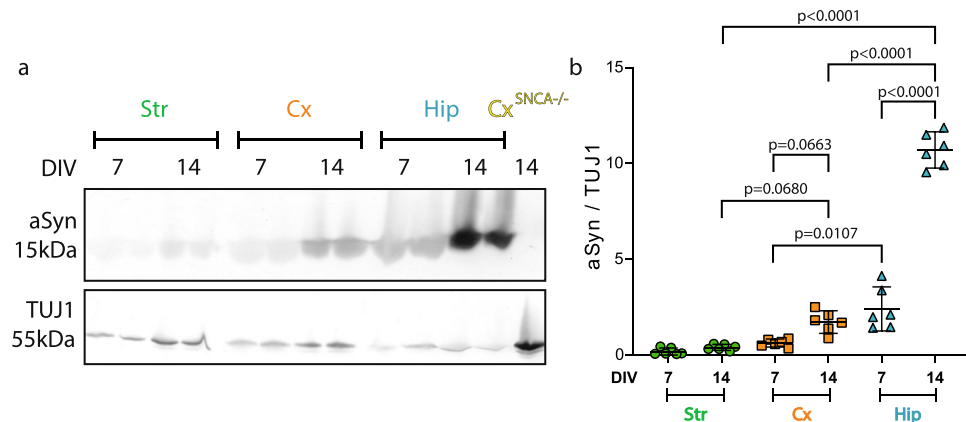 a
Str Cx Hip Cx SNCA-/-
DIV 7 14 7 14 7 14 14
aSyn
15kDa
TUJ1
55kDa
b
p<0.0001
p<0.0001
p<0.0001
p=0.0663
p=0.0680
p=0.0107
aSyn / TUJ1
15
10
5
0
DIV 7 14 7 14 7 14
Str Cx Hip